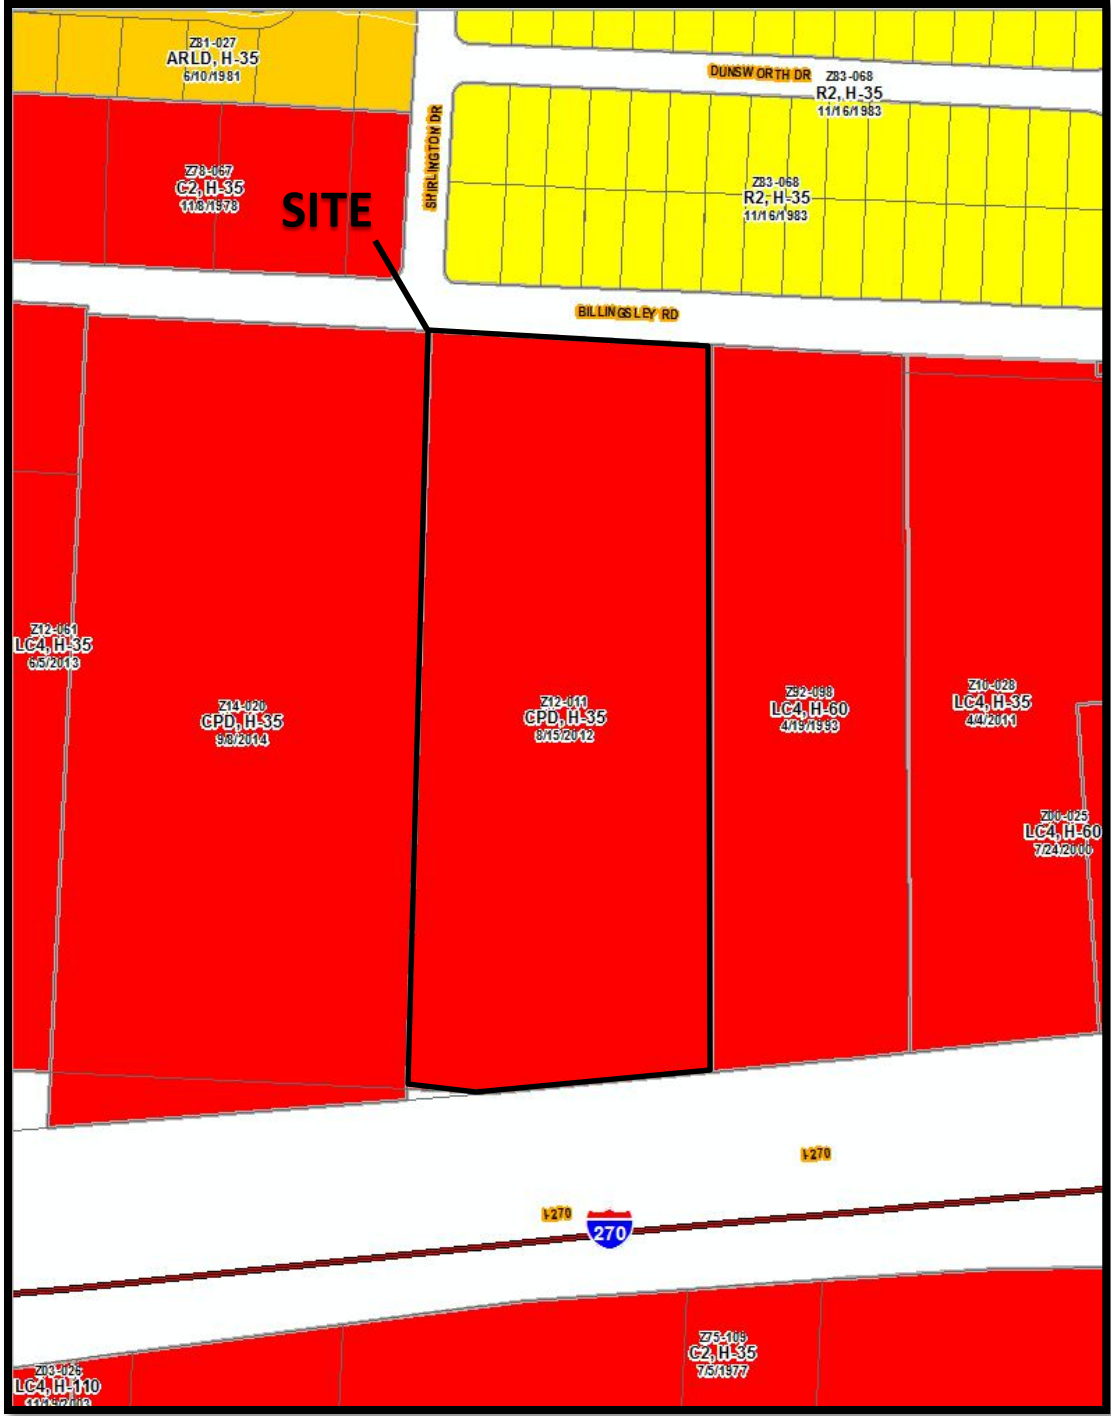 Z81-027
ARLD, H-35
6/10/1981
DUNSWORTH DR
Z83-068
R2, H-35
11/16/1983
SHIRLINGTON DR
Z78-067
C2, H-35
11/8/1978
Z83-068
R2, H-35
11/16/1983
SITE
BILLINGSLEY RD
Z12-061
LC4, H-35
6/5/2013
Z14-020
CPD, H-35
9/8/2014
Z12-011
CPD, H-35
8/15/2012
Z92-098
LC4, H-60
4/19/1993
Z10-028
LC4, H-35
4/4/2011
Z00-025
LC4, H-60
7/24/2000
I-270
I-270
270
Z75-109
C2, H-35
7/5/1977
Z03-026
LC4, H-110
11/19/2003